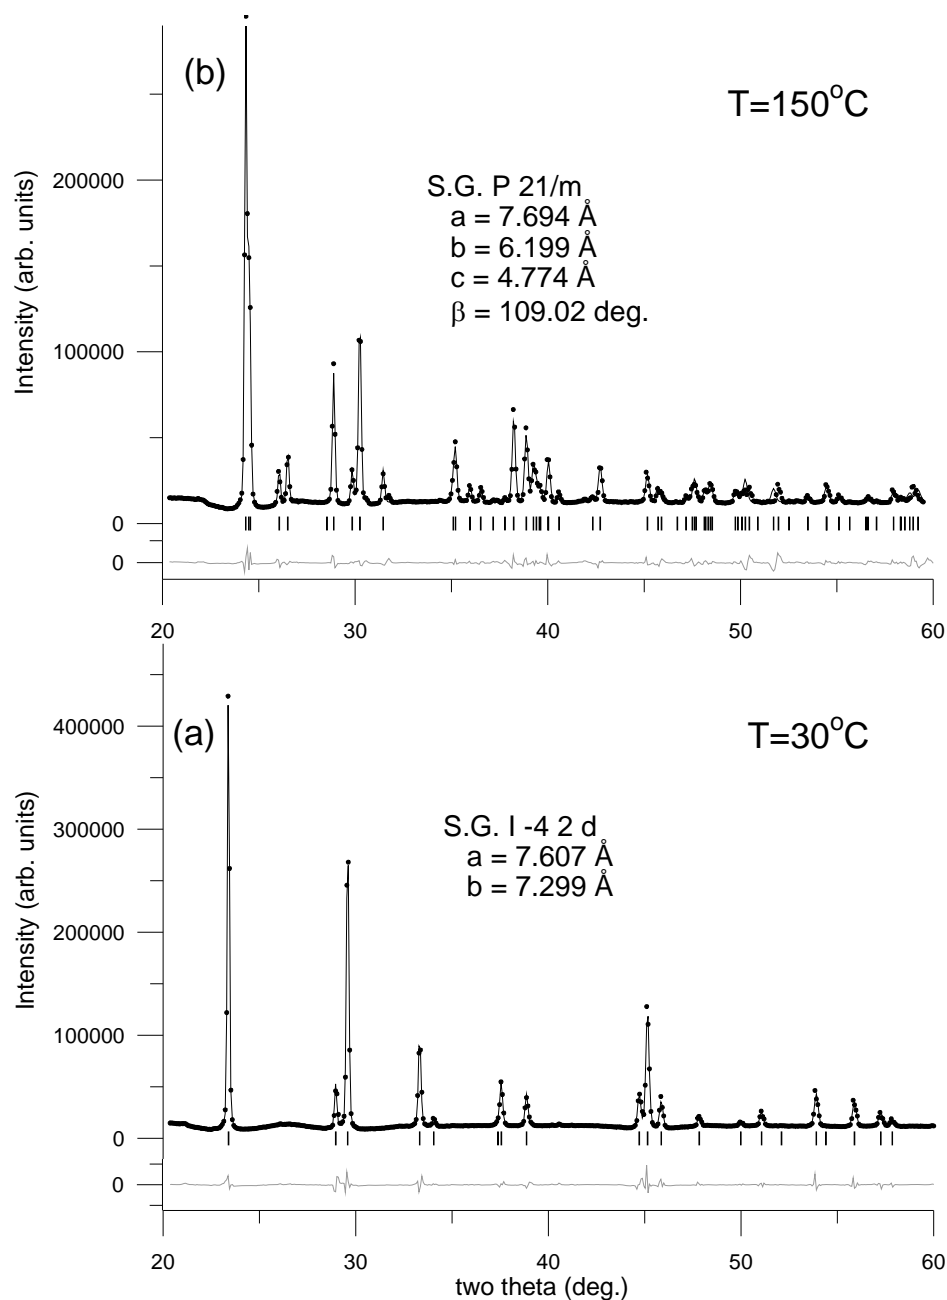 (b)
T=150°C
S.G. P 21/m
a = 7.694 Å
b = 6.199 Å
c = 4.774 Å
β = 109.02 deg.
Intensity (arb. units)
200000
100000
0
0
20
30
40
50
60
(a)
T=30°C
S.G. I -4 2 d
a = 7.607 Å
b = 7.299 Å
Intensity (arb. units)
400000
300000
200000
100000
0
0
20
30
40
50
60
two theta (deg.)